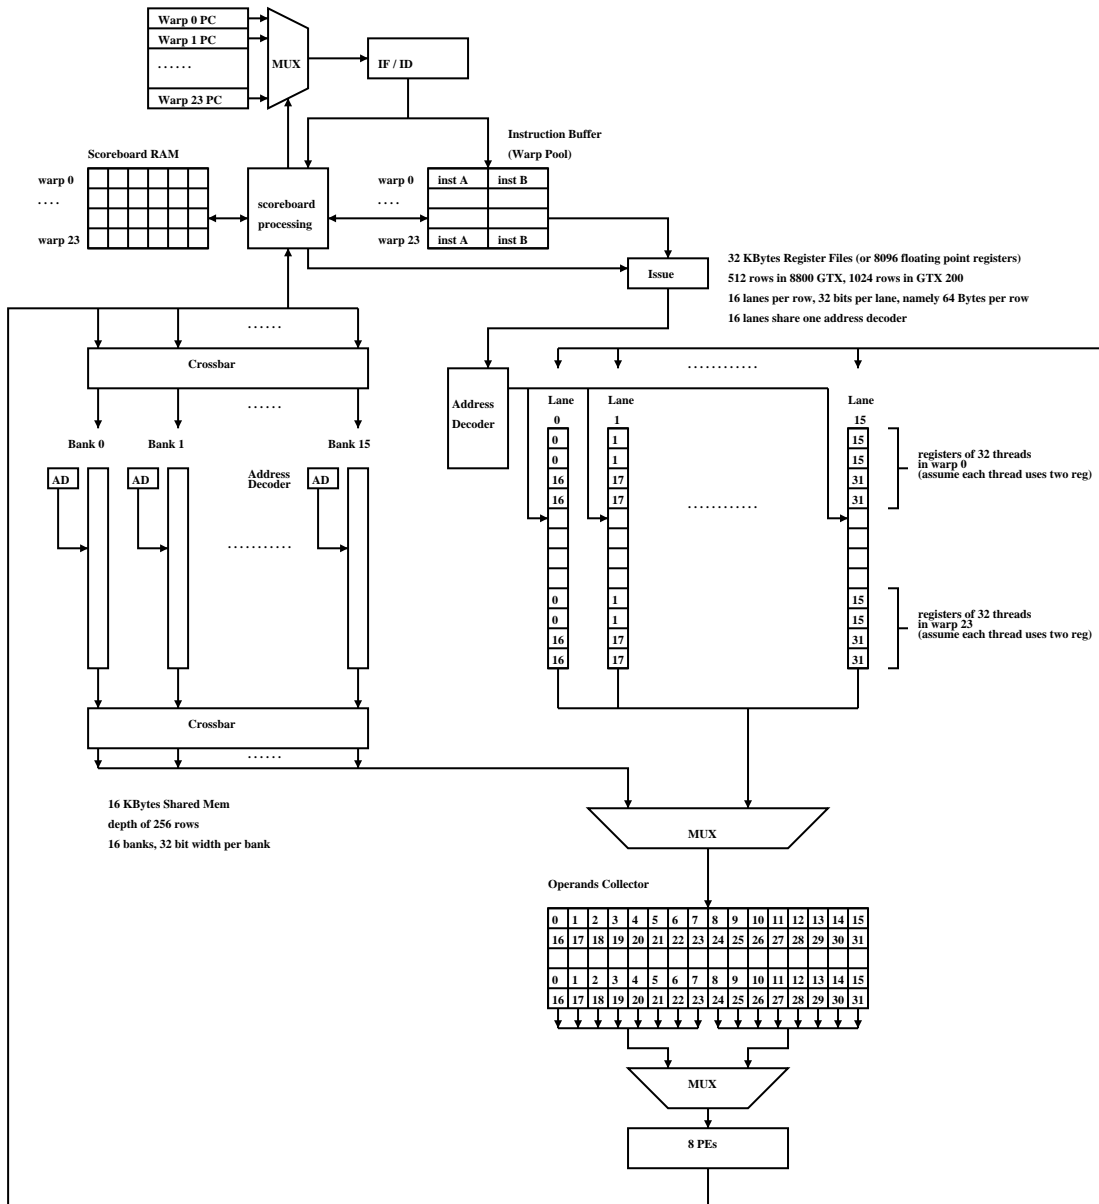 Warp 0 PC
Warp 1 PC
. . . . . .
Warp 23 PC
MUX
IF / ID
Instruction Buffer
(Warp Pool)
Scoreboard RAM
warp 0
. . . .
warp 23
scoreboard
processing
warp 0
. . . .
warp 23
inst A inst B
inst A inst B
Issue
32 KBytes Register Files (or 8096 floating point registers)
512 rows in 8800 GTX, 1024 rows in GTX 200
16 lanes per row, 32 bits per lane, namely 64 Bytes per row
16 lanes share one address decoder
. . . . . .
Crossbar
. . . . . .
Bank 0 Bank 1 Bank 15
AD AD Address
Decoder AD
. . . . . . . . . . .
Crossbar
. . . . . .
16 KBytes Shared Mem
depth of 256 rows
16 banks, 32 bit width per bank
Address
Decoder
. . . . . . . . . . . .
Lane Lane Lane
0 1 15
0 1 15
0 1 15
16 17 31
16 17 31
. . . . . . . . . . . .
0 1 15
0 1 15
16 17 31
16 17 31
registers of 32 threads
in warp 0
(assume each thread uses two reg)
registers of 32 threads
in warp 23
(assume each thread uses two reg)
MUX
Operands Collector
0 1 2 3 4 5 6 7 8 9 10 11 12 13 14 15
16 17 18 19 20 21 22 23 24 25 26 27 28 29 30 31
0 1 2 3 4 5 6 7 8 9 10 11 12 13 14 15
16 17 18 19 20 21 22 23 24 25 26 27 28 29 30 31
MUX
8 PEs